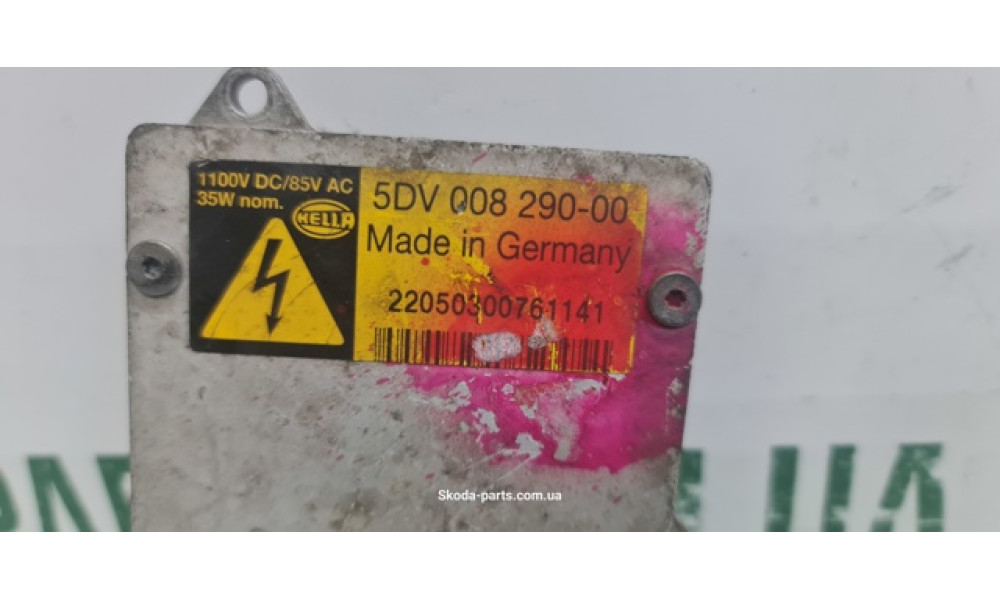 1100V DC/85V AC
35W nom.
HELLA
5DV 008 290-00
Made in Germany
22050300761141
Skoda-parts.com.ua
UA